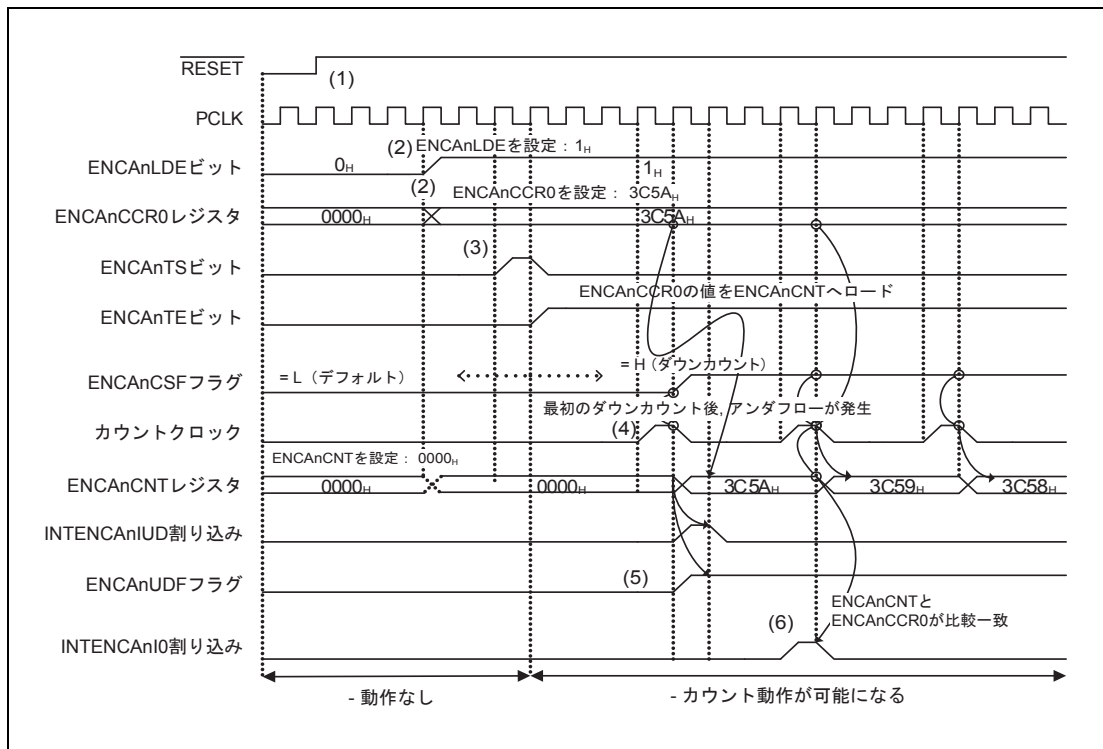 RESET
(1)
PCLK
ENCAnLDEビット
0H
(2) ENCAnLDEを設定：1H
1H
(2) ENCAnCCR0を設定：3C5AH
ENCAnCCR0レジスタ
0000H
3C5AH
(3)
ENCAnTSビット
ENCAnCCR0の値をENCAnCNTへロード
ENCAnTEビット
ENCAnCSFフラグ
= L（デフォルト）
= H（ダウンカウント）
最初のダウンカウント後, アンダフローが発生
カウントクロック
(4)
ENCAnCNTを設定：0000H
ENCAnCNTレジスタ
0000H
0000H
3C5AH
3C59H
3C58H
INTENCAnIUD割り込み
ENCAnUDFフラグ
(5)
ENCAnCNTと
ENCAnCCR0が比較一致
(6)
INTENCAnI0割り込み
- 動作なし
- カウント動作が可能になる